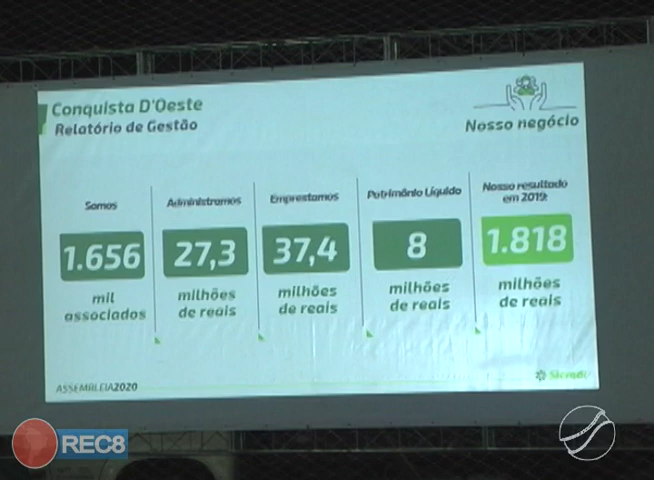 Conquista D'Oeste
Relatório de Gestão
Nosso negócio
Somos
1.656
mil
associados
Administramos
27,3
milhões
de reais
Emprestamos
37,4
milhões
de reais
Patrimônio Líquido
8
milhões
de reais
Nosso resultado
em 2019:
1.818
milhões
de reais
ASSEMBLEIA2020
Sicredi
REC8